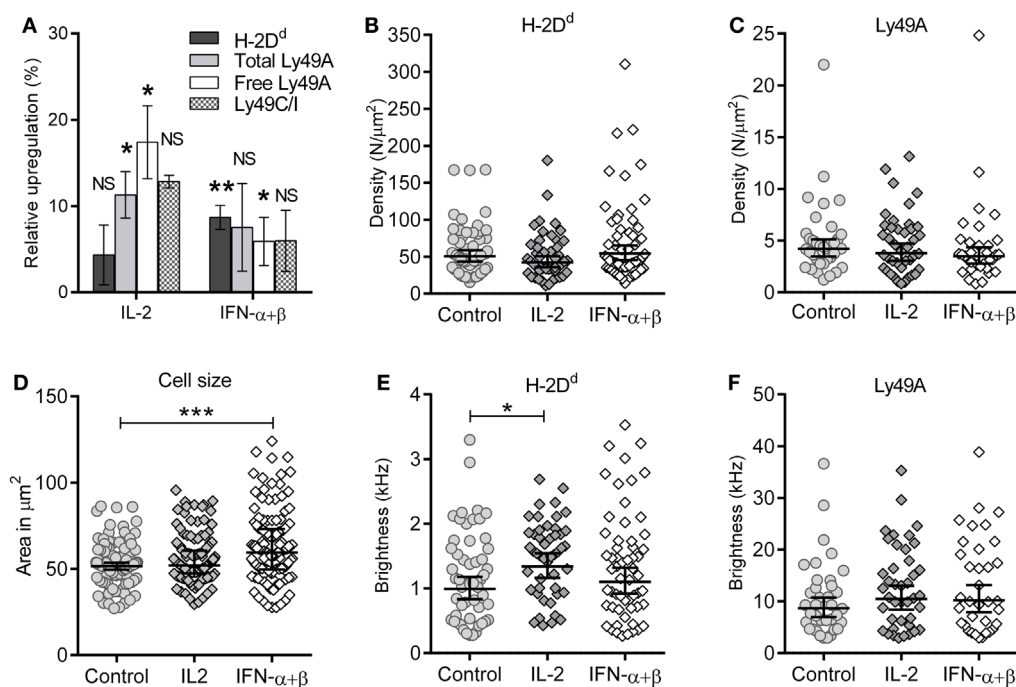 A
Relative upregulation (%)
30
20
10
0
H-2Dᵈ
Total Ly49A
Free Ly49A
Ly49C/I
NS
*
*
NS
**
NS
*
NS
IL-2
IFN-α+β
B
H-2Dᵈ
Density (N/μm²)
350
300
250
200
150
100
50
0
Control
IL-2
IFN-α+β
C
Ly49A
Density (N/μm²)
25
20
15
10
5
0
Control
IL-2
IFN-α+β
D
Cell size
Area in μm²
150
100
50
0
***
Control
IL2
IFN-α+β
E
H-2Dᵈ
Brightness (kHz)
4
3
2
1
0
*
Control
IL-2
IFN-α+β
F
Ly49A
Brightness (kHz)
50
40
30
20
10
0
Control
IL-2
IFN-α+β